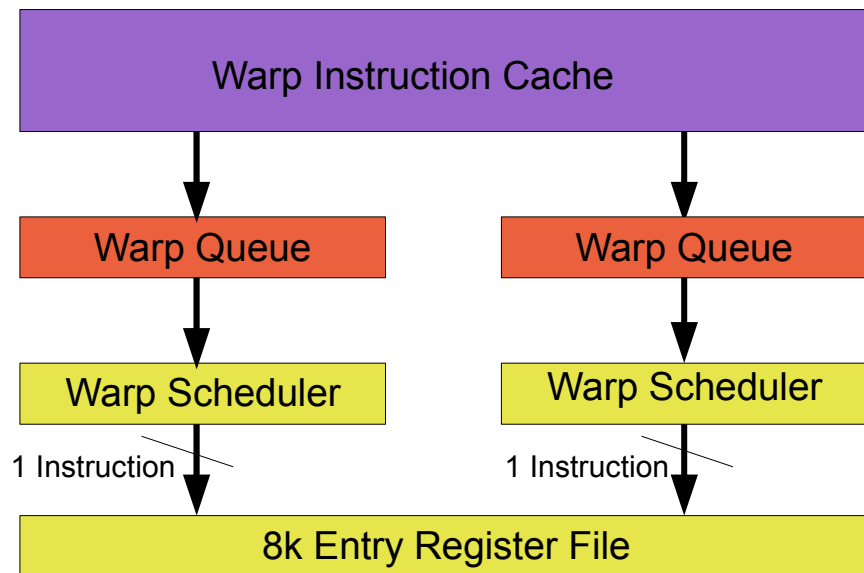 Warp Instruction Cache
Warp Queue
Warp Queue
Warp Scheduler
Warp Scheduler
1 Instruction
1 Instruction
8k Entry Register File